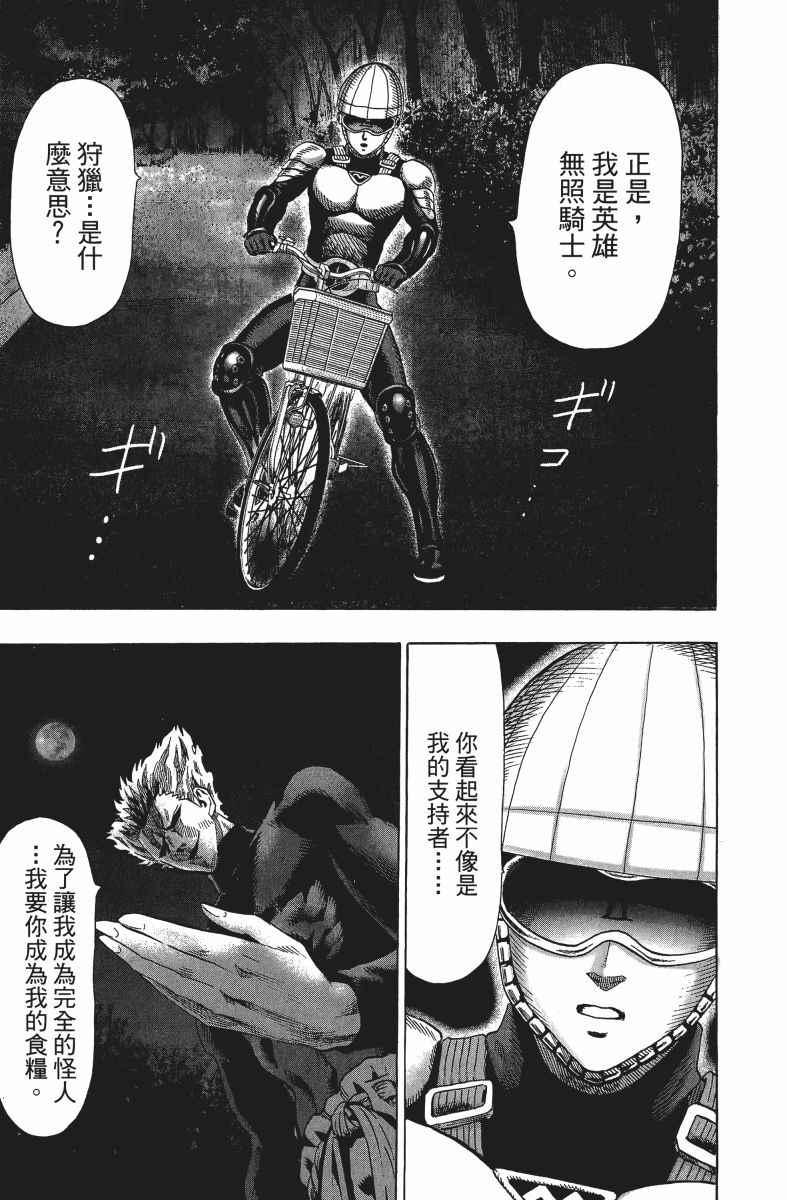 正是，
我是英雄
無照騎士。
狩獵…是什
麼意思？
ギ
コ
ギ
…
你看起來不像是
我的支持者……
為了讓我成為完全的怪人
…我要你成為我的食糧。